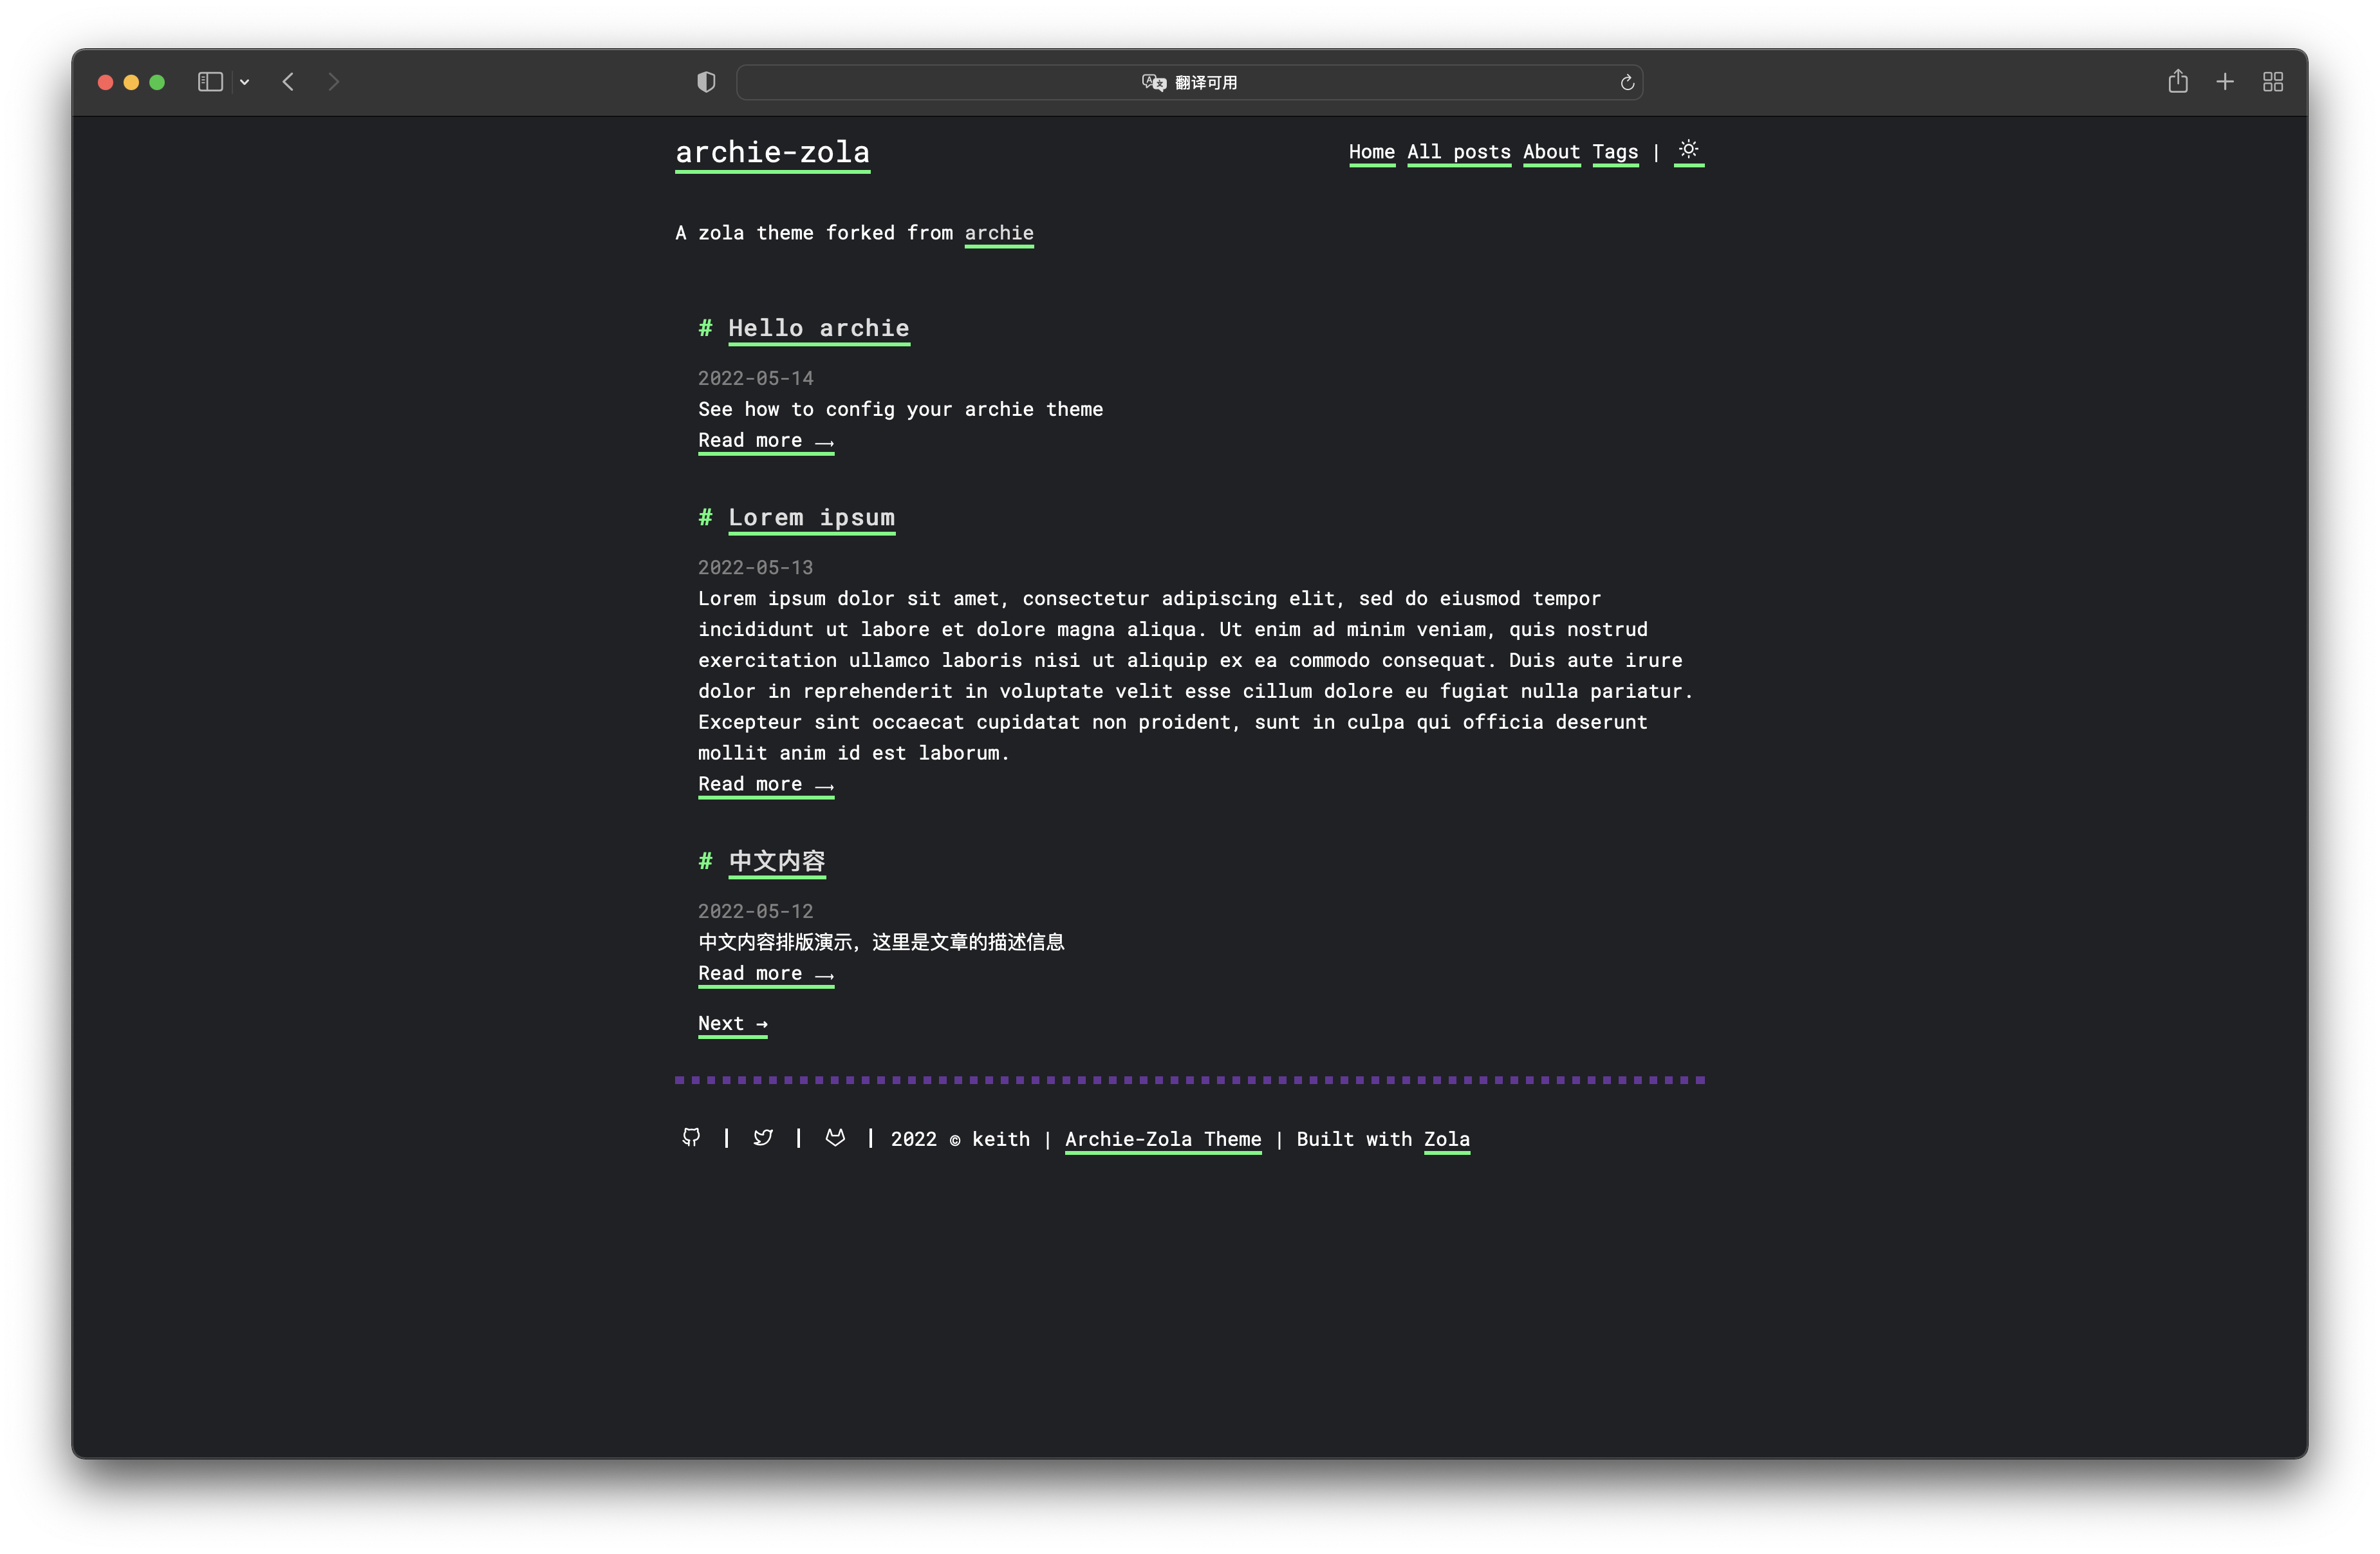 翻译可用
archie-zola
Home All posts About Tags |
A zola theme forked from archie
# Hello archie
2022-05-14
See how to config your archie theme
Read more ⟶
# Lorem ipsum
2022-05-13
Lorem ipsum dolor sit amet, consectetur adipiscing elit, sed do eiusmod tempor
incididunt ut labore et dolore magna aliqua. Ut enim ad minim veniam, quis nostrud
exercitation ullamco laboris nisi ut aliquip ex ea commodo consequat. Duis aute irure
dolor in reprehenderit in voluptate velit esse cillum dolore eu fugiat nulla pariatur.
Excepteur sint occaecat cupidatat non proident, sunt in culpa qui officia deserunt
mollit anim id est laborum.
Read more ⟶
# 中文内容
2022-05-12
中文内容排版演示，这里是文章的描述信息
Read more ⟶
Next →
| | | 2022 © keith | Archie-Zola Theme | Built with Zola